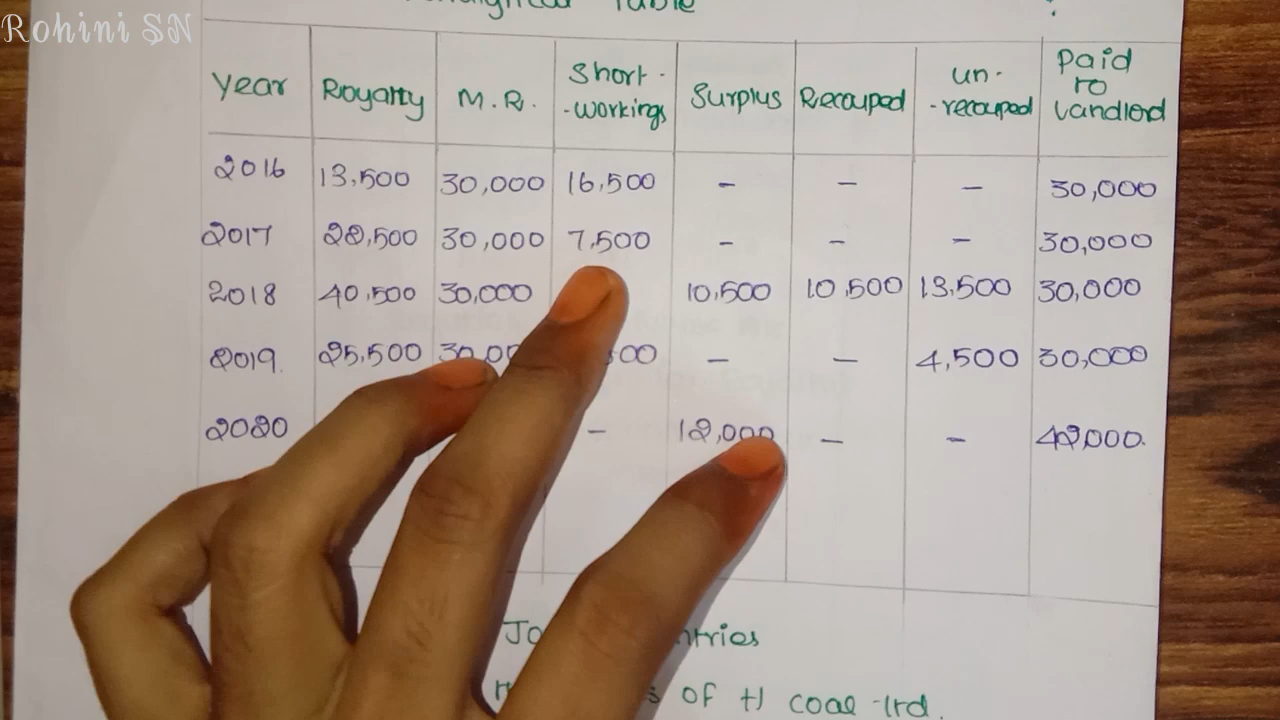 Rohini SN
Table
Year Royalty M.R. Short- -workings Surplus Recouped un- -recouped Paid to Landlord
2016 13,500 30,000 16,500 - - - 30,000
2017 22,500 30,000 7,500 - - - 30,000
2018 40,500 30,000 10,500 10,500 13,500 30,000
2019. 25,500 - - 4,500 30,000
2020 - 12,000 - - 42,000.
of H coal ltd.